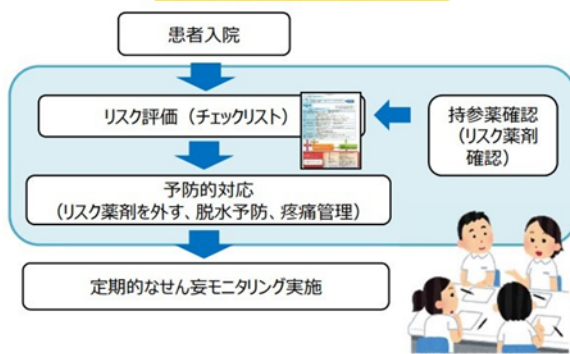 患者入院
リスク評価（チェックリスト）
持参薬確認
（リスク薬剤
確認）
予防的対応
（リスク薬剤を外す、脱水予防、疼痛管理）
定期的なせん妄モニタリング実施